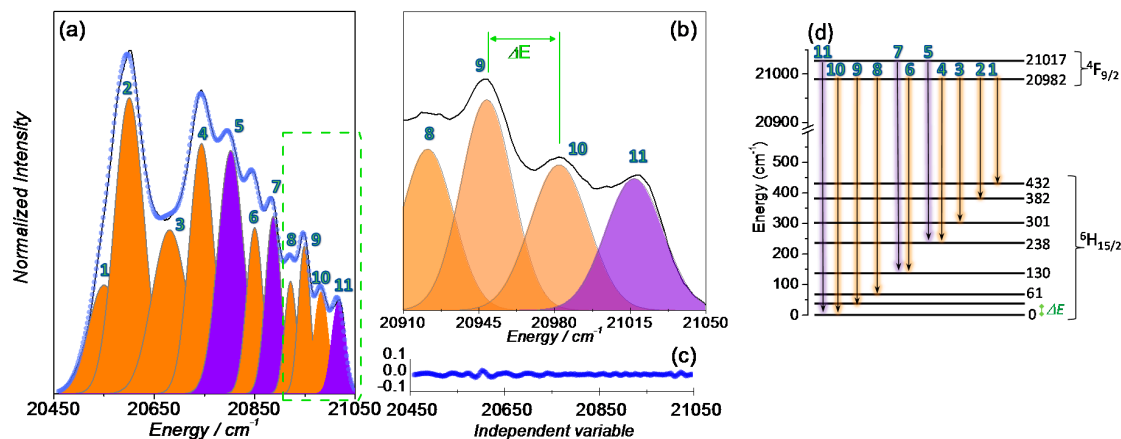 (a)
Normalized Intensity
1
2
3
4
5
6
7
8
9
10
11
20450 20650 20850 21050
Energy / cm⁻¹
(b)
ΔE
8
9
10
11
20910 20945 20980 21015 21050
Energy / cm⁻¹
(c)
0.1
0.0
-0.1
20450 20650 20850 21050
Independent variable
(d)
11 10 9 8 7 6 5 4 3 2 1
Energy (cm⁻¹)
21000
20900
500
400
300
200
150
100
50
0
21017
20982
⁴F9/2
432
382
301
238
130
61
0
ΔE
⁶H15/2